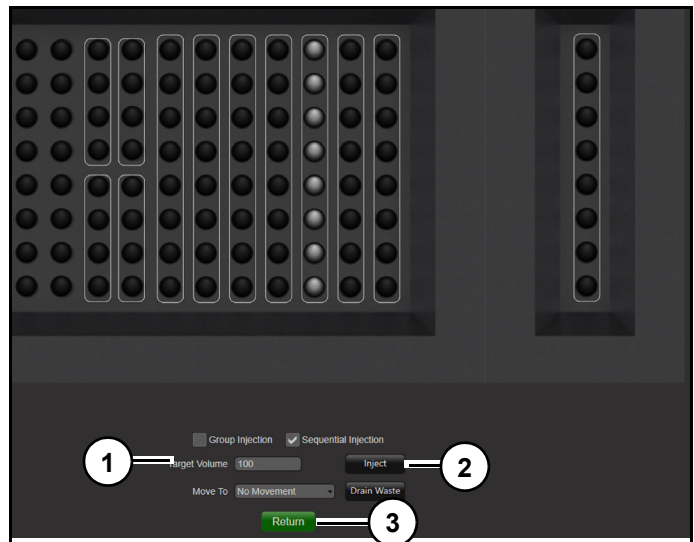 Group Injection Sequential Injection
1 Target Volume 100 Inject 2
Move To No Movement Drain Waste
Return 3